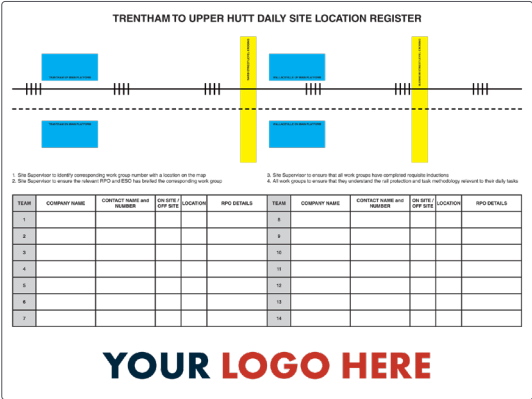 TRENTHAM TO UPPER HUTT DAILY SITE LOCATION REGISTER
1. Site Supervisor to identify corresponding work group number with a location on the map
2. Site Supervisor to ensure the relevant RPO and ESO has briefed the corresponding work group
3. Site Supervisor to ensure that all work groups have completed requisite inductions
4. All work groups to ensure that they understand the rail protection and task methodology relevant to their daily tasks
TEAM COMPANY NAME CONTACT NAME and NUMBER ON SITE / OFF SITE LOCATION RPO DETAILS TEAM COMPANY NAME CONTACT NAME and NUMBER ON SITE / OFF SITE LOCATION RPO DETAILS
1 8
2 9
3 10
4 11
5 12
6 13
7 14
YOUR LOGO HERE